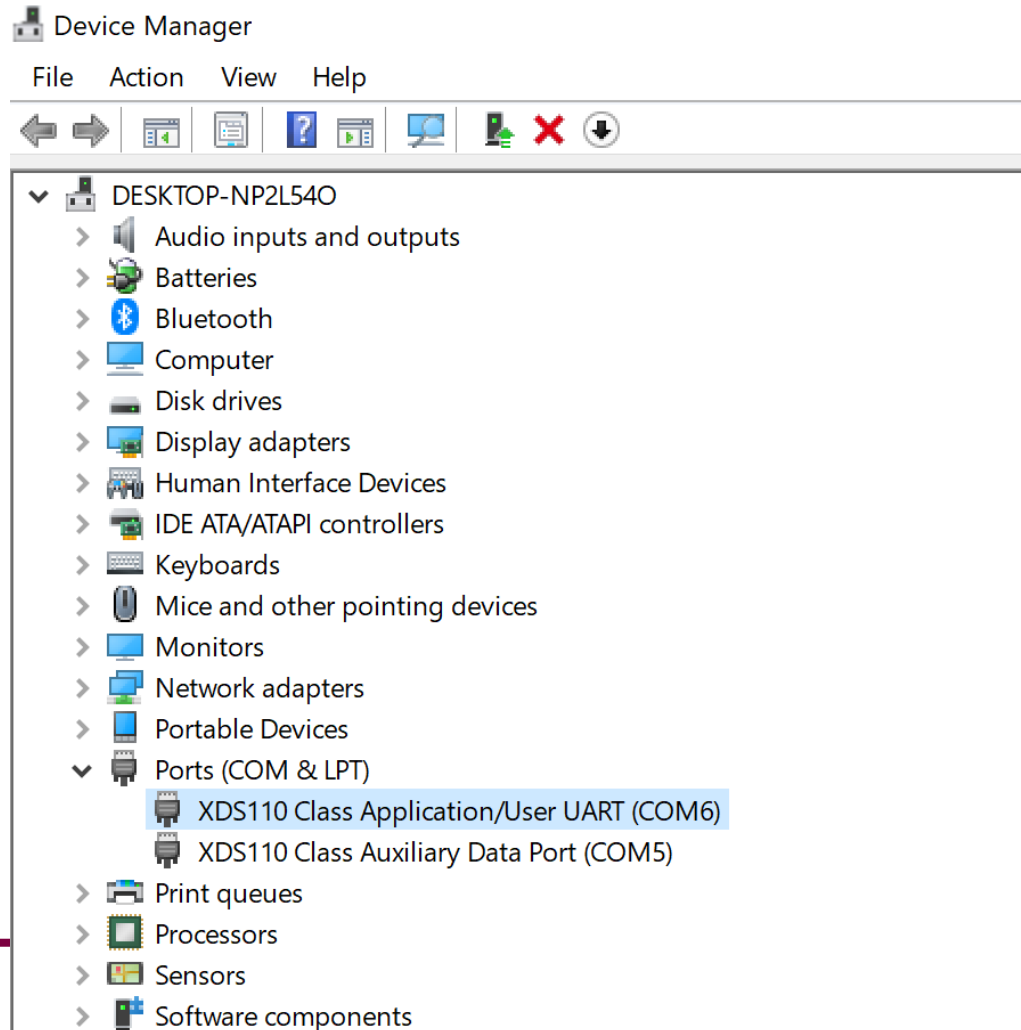 Device Manager
File Action View Help
DESKTOP-NP2L54O
Audio inputs and outputs
Batteries
Bluetooth
Computer
Disk drives
Display adapters
Human Interface Devices
IDE ATA/ATAPI controllers
Keyboards
Mice and other pointing devices
Monitors
Network adapters
Portable Devices
Ports (COM & LPT)
XDS110 Class Application/User UART (COM6)
XDS110 Class Auxiliary Data Port (COM5)
Print queues
Processors
Sensors
Software components